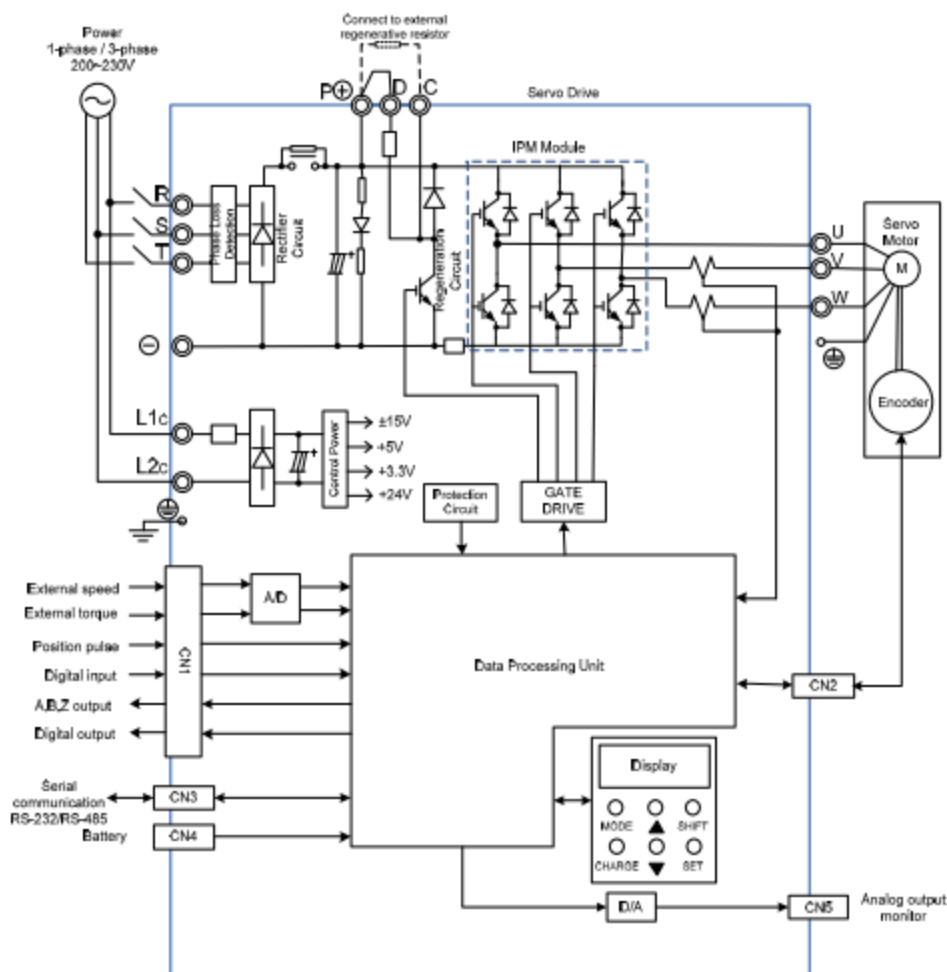 Power
1-phase / 3-phase
200~230V
Connect to external
regenerative resistor
P⊕
D
C
Servo Drive
IPM Module
R
S
T
Phase Loss
Detection
Rectifier
Circuit
Regeneration
Circuit
U
V
W
Servo
Motor
M
Encoder
⊖
L1c
L2c
+
+
Control Power
±15V
+5V
+3.3V
+24V
Protection
Circuit
GATE
DRIVE
External speed
External torque
Position pulse
Digital input
A,B,Z output
Digital output
CN1
A/D
Data Processing Unit
CN2
Serial
communication
RS-232/RS-485
CN3
Battery
CN4
Display
MODE
SHIFT
CHARGE
SET
D/A
CN5
Analog output
monitor